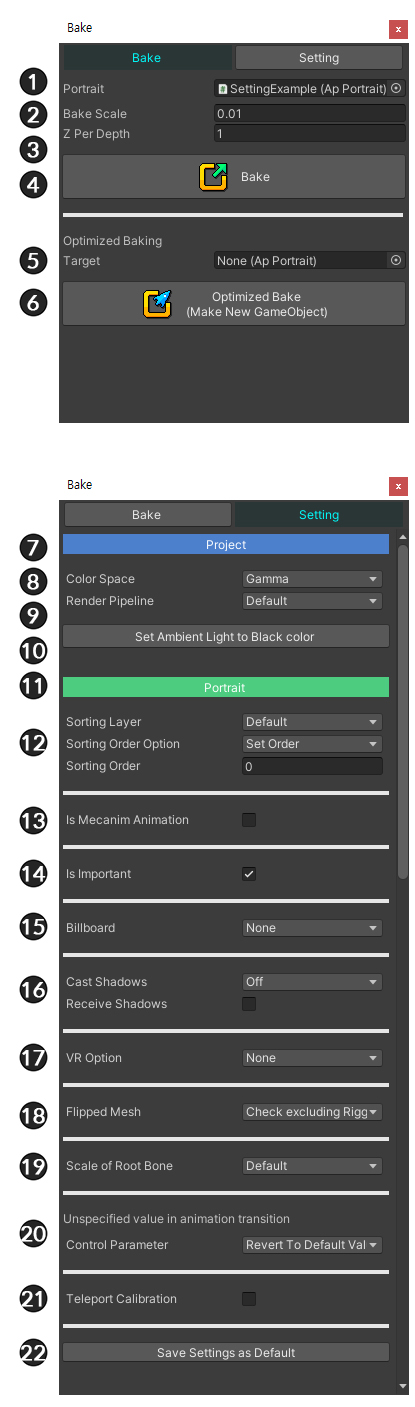 Bake
x
Bake Setting
1 Portrait # SettingExample (Ap Portrait)
2 Bake Scale 0.01
3 Z Per Depth 1
4 Bake
Optimized Baking
5 Target None (Ap Portrait)
6 Optimized Bake
(Make New GameObject)
Bake
x
Bake Setting
7 Project
8 Color Space Gamma
9 Render Pipeline Default
10 Set Ambient Light to Black color
11 Portrait
Sorting Layer Default
12 Sorting Order Option Set Order
Sorting Order 0
13 Is Mecanim Animation
14 Is Important
15 Billboard None
16 Cast Shadows Off
Receive Shadows
17 VR Option None
18 Flipped Mesh Check excluding Rigg
19 Scale of Root Bone Default
Unspecified value in animation transition
20 Control Parameter Revert To Default Val
21 Teleport Calibration
22 Save Settings as Default